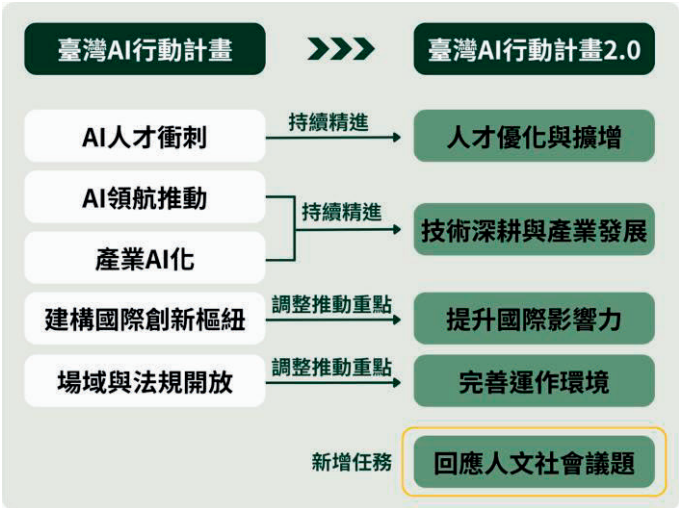 臺灣AI行動計畫
臺灣AI行動計畫2.0
AI人才衝刺
持續精進
人才優化與擴增
AI領航推動
產業AI化
持續精進
技術深耕與產業發展
建構國際創新樞紐
調整推動重點
提升國際影響力
場域與法規開放
調整推動重點
完善運作環境
新增任務
回應人文社會議題